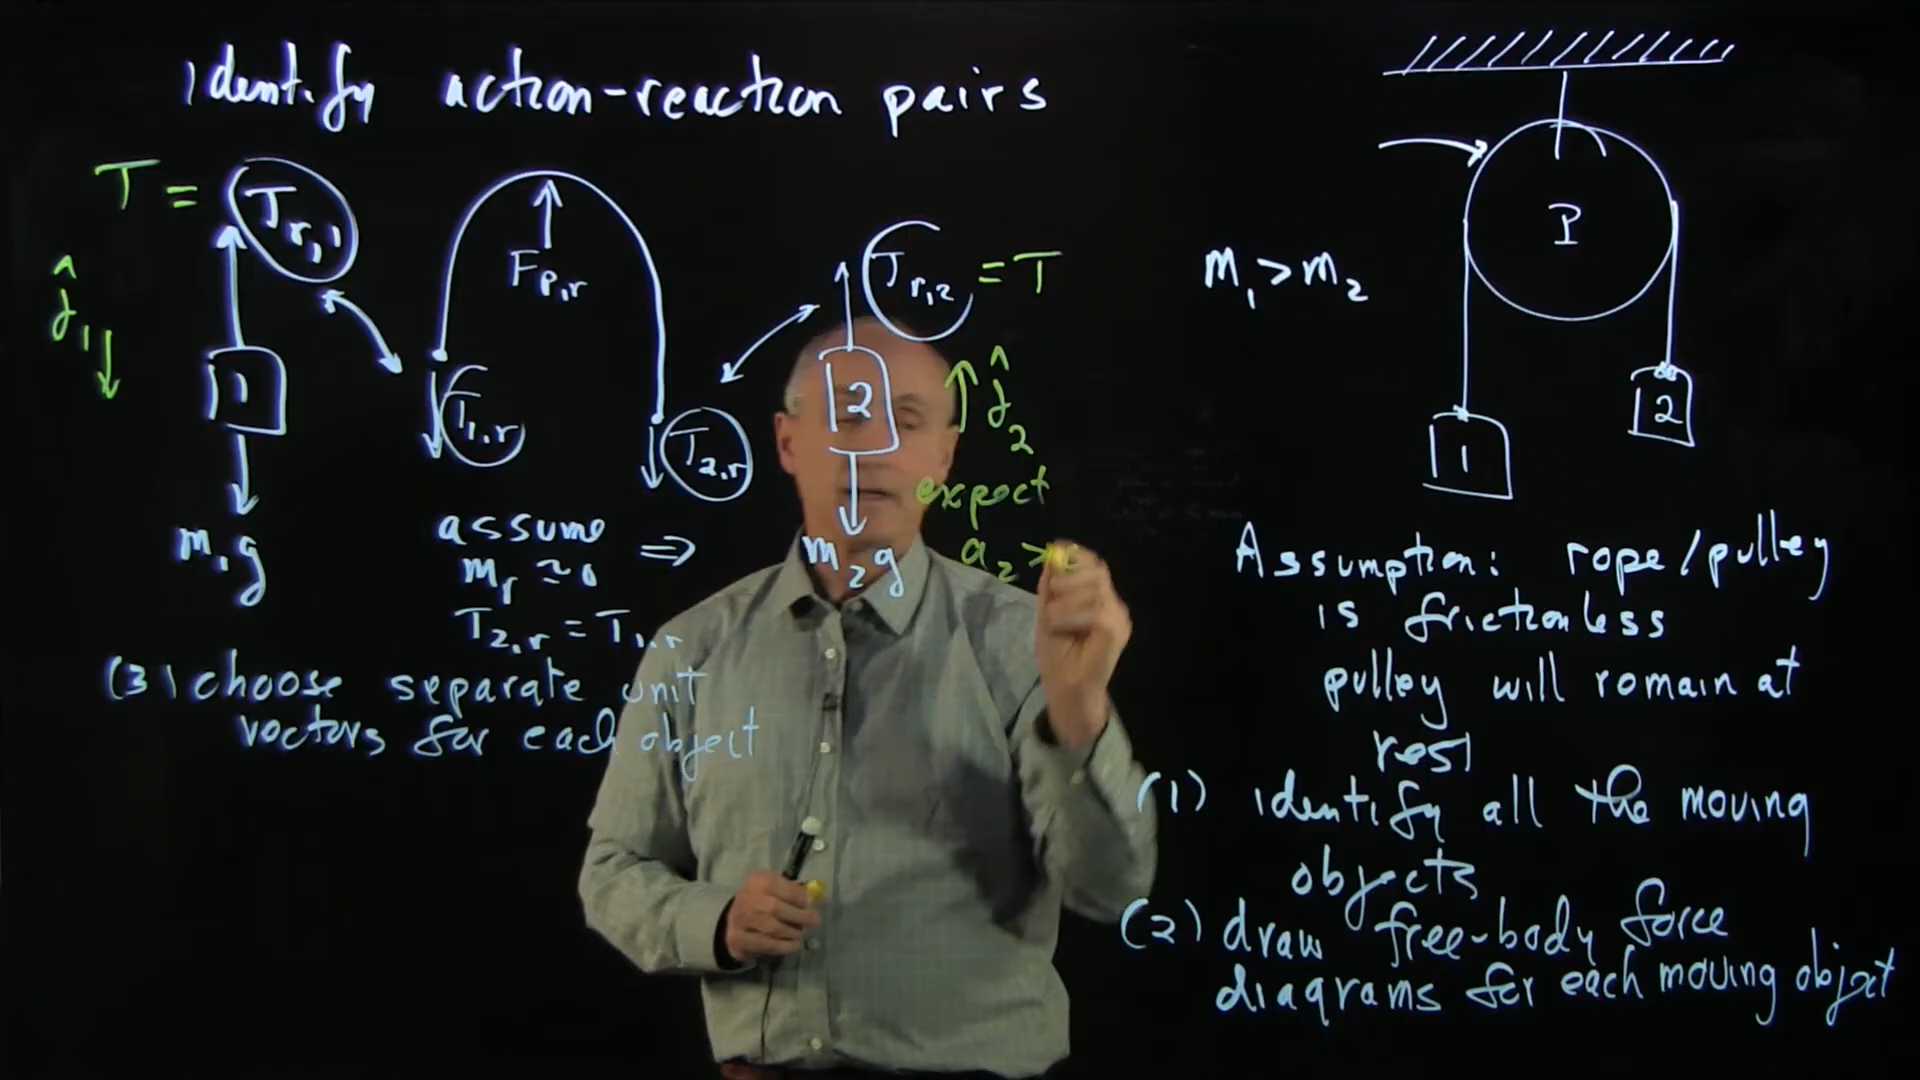 Identify action-reaction pairs
T = T r,1
ĵ 1
1
m1g
F p,r
T 1,r
T 2,r
T r,2 = T
2
m2g
ĵ 2
expect
a2 >
assume ⇒
mr ≃ 0
T 2,r = T 1,r
(3) choose separate unit
vectors for each object
m1 > m2
P
1
2
Assumption: rope/pulley
is frictionless
pulley will remain at
rest
(1) identify all the moving
objects
(2) draw free-body force
diagrams for each moving object